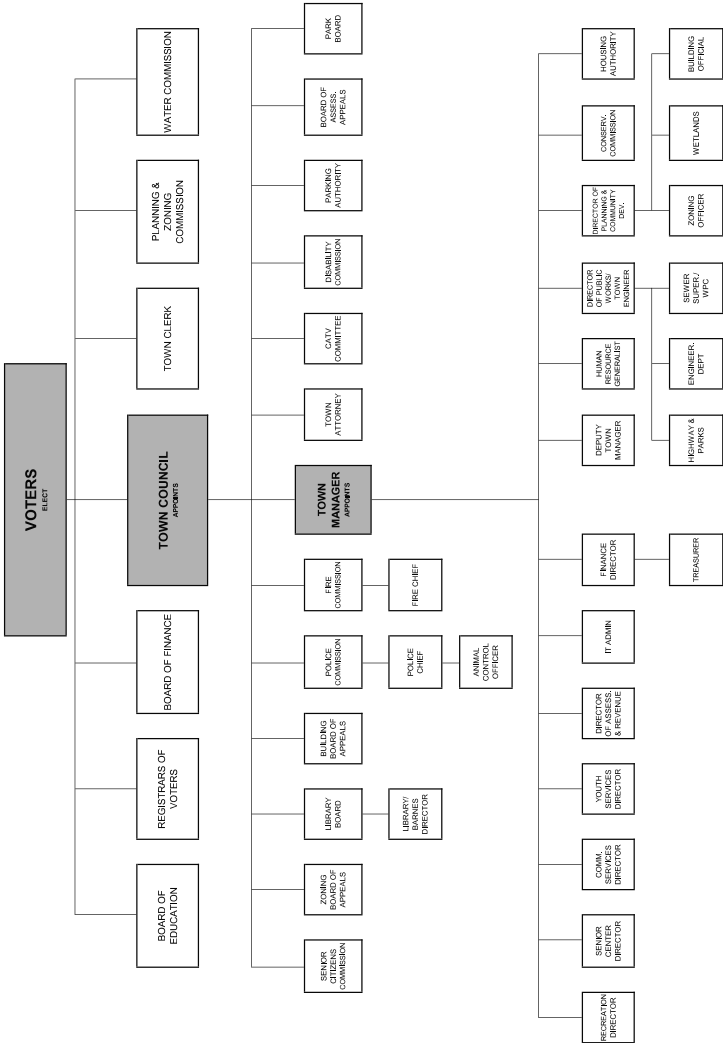 VOTERS
ELECT
BOARD OF
EDUCATION
REGISTRARS OF
VOTERS
BOARD OF FINANCE
TOWN COUNCIL
APPOINTS
TOWN CLERK
PLANNING &
ZONING
COMMISSION
WATER COMMISSION
SENIOR
CITIZENS
COMMISSION
ZONING
BOARD OF
APPEALS
LIBRARY
BOARD
BUILDING
BOARD OF
APPEALS
POLICE
COMMISSION
FIRE
COMMISSION
TOWN
MANAGER
APPOINTS
TOWN
ATTORNEY
CATV
COMMITTEE
DISABILITY
COMMISSION
PARKING
AUTHORITY
BOARD OF
ASSESS.
APPEALS
PARK
BOARD
LIBRARY/
BARNES
DIRECTOR
POLICE
CHIEF
FIRE CHIEF
ANIMAL
CONTROL
OFFICER
RECREATION
DIRECTOR
SENIOR
CENTER
DIRECTOR
COMM.
SERVICES
DIRECTOR
YOUTH
SERVICES
DIRECTOR
DIRECTOR
OF ASSESS.
& REVENUE
IT ADMIN
FINANCE
DIRECTOR
DEPUTY
TOWN
MANAGER
HUMAN
RESOURCE
GENERALIST
DIRECTOR
OF PUBLIC
WORKS/
TOWN
ENGINEER
DIRECTOR OF
PLANNING &
COMMUNITY
DEV.
CONSERV.
COMMISSION
HOUSING
AUTHORITY
TREASURER
HIGHWAY &
PARKS
ENGINEER.
DEPT
SEWER
SUPER./
WPC
ZONING
OFFICER
WETLANDS
BUILDING
OFFICIAL